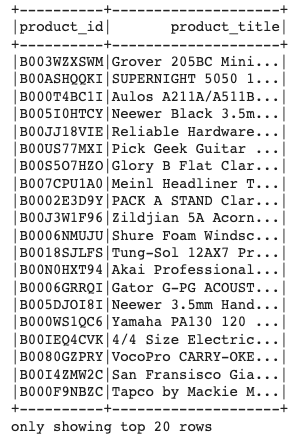 +----------+--------------------+
|product_id|       product_title|
+----------+--------------------+
|B003WZXSWM|Grover 205BC Mini...|
|B00ASHQQKI|SUPERNIGHT 5050 1...|
|B000T4BC1I|Aulos A211A/A511B...|
|B005I0HTCY|Neewer Black 3.5m...|
|B00JJ18VIE|Reliable Hardware...|
|B00US77MXI|Pick Geek Guitar ...|
|B00S5O7HZO|Glory B Flat Clar...|
|B007CPU1A0|Meinl Headliner T...|
|B0002E3D9Y|PACK A STAND Clar...|
|B00J3W1F96|Zildjian 5A Acorn...|
|B0006NMUJU|Shure Foam Windsc...|
|B0018SJLFS|Tung-Sol 12AX7 Pr...|
|B00N0HXT94|Akai Professional...|
|B0006GRRQI|Gator G-PG ACOUST...|
|B005DJOI8I|Neewer 3.5mm Hand...|
|B000WS1QC6|Yamaha PA130 120 ...|
|B00IEQ4CVK|4/4 Size Electric...|
|B0080GZPRY|VocoPro CARRY-OKE...|
|B00I4ZMW2C|San Fransisco Gia...|
|B000F9NBZC|Tapco by Mackie M...|
+----------+--------------------+
only showing top 20 rows